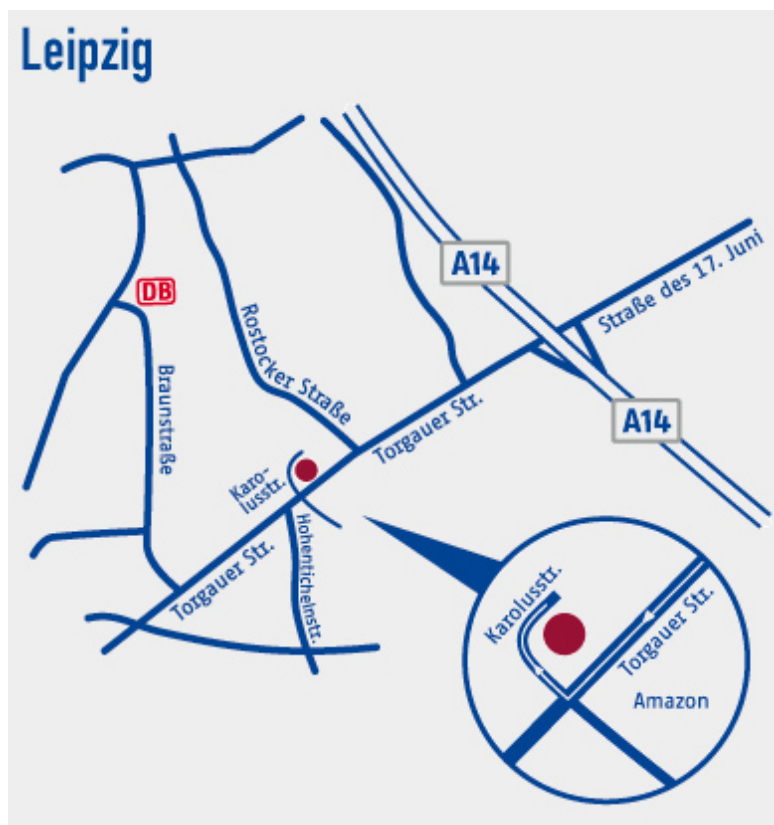 Leipzig
A14
Straße des 17. Juni
DB
Rostocker Straße
Braunstraße
A14
Torgauer Str.
Karo-
lusstr.
Hohentichelnstr.
Torgauer Str.
Karolusstr.
Torgauer Str.
Amazon